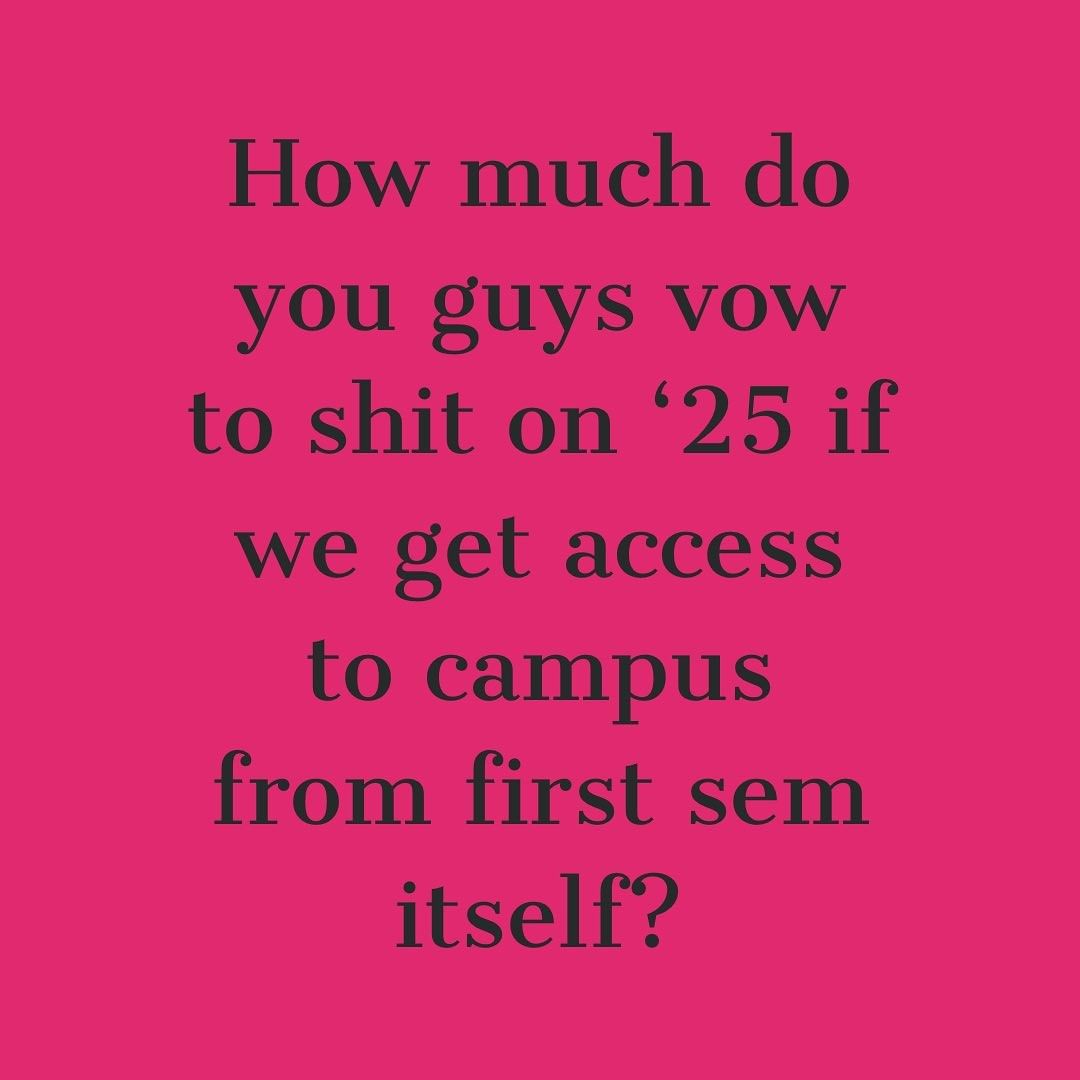 How much do
you guys vow
to shit on ‘25 if
we get access
to campus
from first sem
itself?